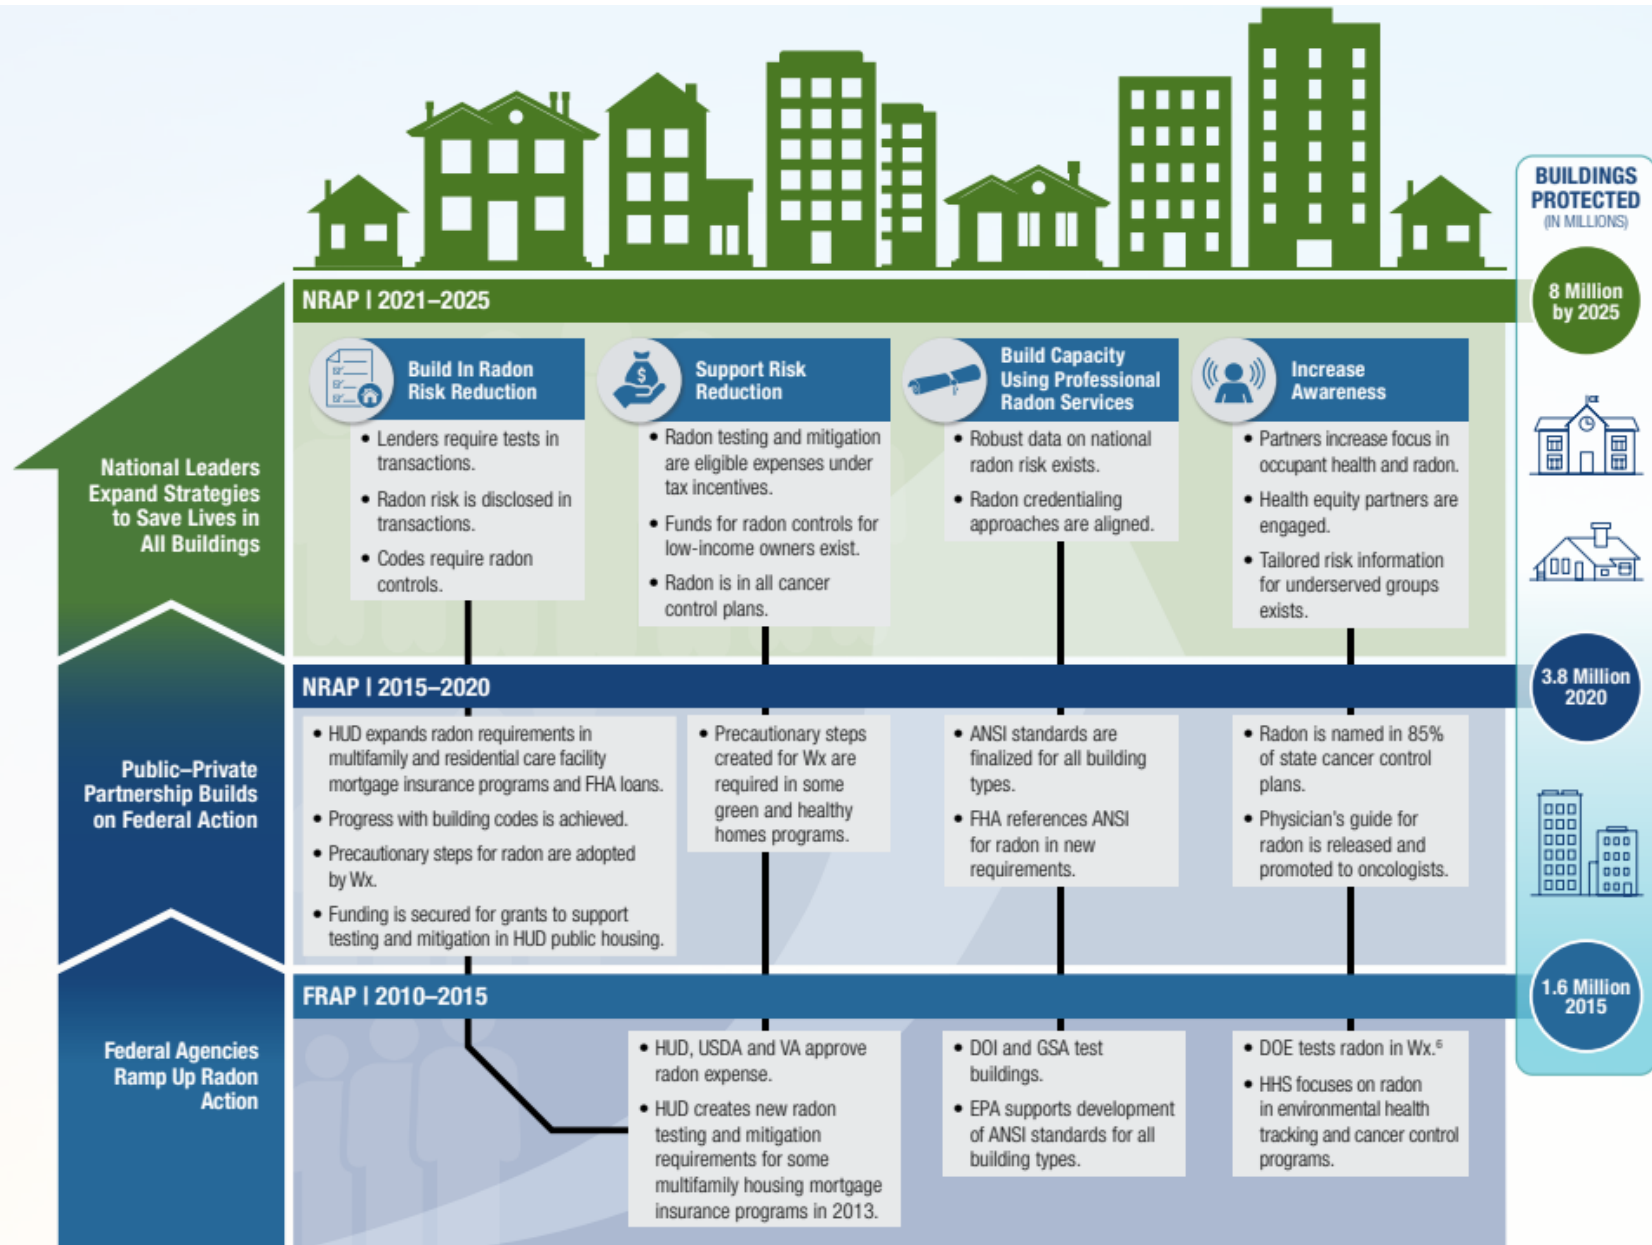 BUILDINGS
PROTECTED
(IN MILLIONS)
8 Million
by 2025
3.8 Million
2020
1.6 Million
2015
National Leaders
Expand Strategies
to Save Lives in
All Buildings
NRAP | 2021–2025
Build In Radon
Risk Reduction
• Lenders require tests in
transactions.
• Radon risk is disclosed in
transactions.
• Codes require radon
controls.
Support Risk
Reduction
• Radon testing and mitigation
are eligible expenses under
tax incentives.
• Funds for radon controls for
low-income owners exist.
• Radon is in all cancer
control plans.
Build Capacity
Using Professional
Radon Services
• Robust data on national
radon risk exists.
• Radon credentialing
approaches are aligned.
Increase
Awareness
• Partners increase focus in
occupant health and radon.
• Health equity partners are
engaged.
• Tailored risk information
for underserved groups
exists.
Public–Private
Partnership Builds
on Federal Action
NRAP | 2015–2020
• HUD expands radon requirements in
multifamily and residential care facility
mortgage insurance programs and FHA loans.
• Progress with building codes is achieved.
• Precautionary steps for radon are adopted
by Wx.
• Funding is secured for grants to support
testing and mitigation in HUD public housing.
• Precautionary steps
created for Wx are
required in some
green and healthy
homes programs.
• ANSI standards are
finalized for all building
types.
• FHA references ANSI
for radon in new
requirements.
• Radon is named in 85%
of state cancer control
plans.
• Physician’s guide for
radon is released and
promoted to oncologists.
Federal Agencies
Ramp Up Radon
Action
FRAP | 2010–2015
• HUD, USDA and VA approve
radon expense.
• HUD creates new radon
testing and mitigation
requirements for some
multifamily housing mortgage
insurance programs in 2013.
• DOI and GSA test
buildings.
• EPA supports development
of ANSI standards for all
building types.
• DOE tests radon in Wx.⁶
• HHS focuses on radon
in environmental health
tracking and cancer control
programs.